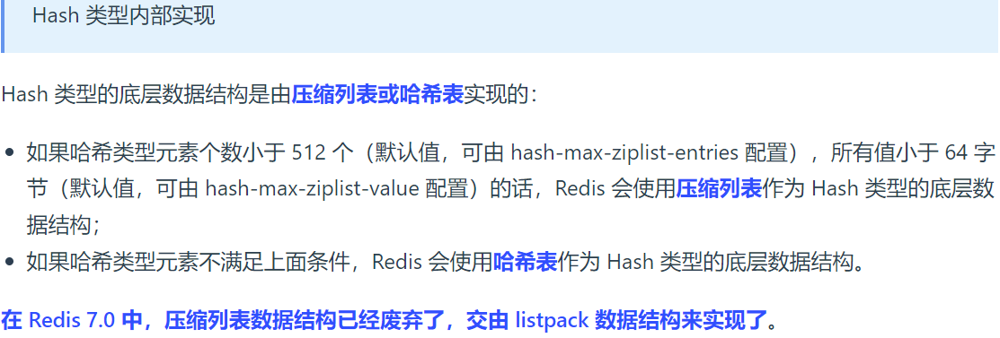 Hash 类型内部实现
Hash 类型的底层数据结构是由压缩列表或哈希表实现的：
如果哈希类型元素个数小于 512 个（默认值，可由 hash-max-ziplist-entries 配置），所有值小于 64 字
节（默认值，可由 hash-max-ziplist-value 配置）的话，Redis 会使用压缩列表作为 Hash 类型的底层数
据结构；
如果哈希类型元素不满足上面条件，Redis 会使用哈希表作为 Hash 类型的底层数据结构。
在 Redis 7.0 中，压缩列表数据结构已经废弃了，交由 listpack 数据结构来实现了。